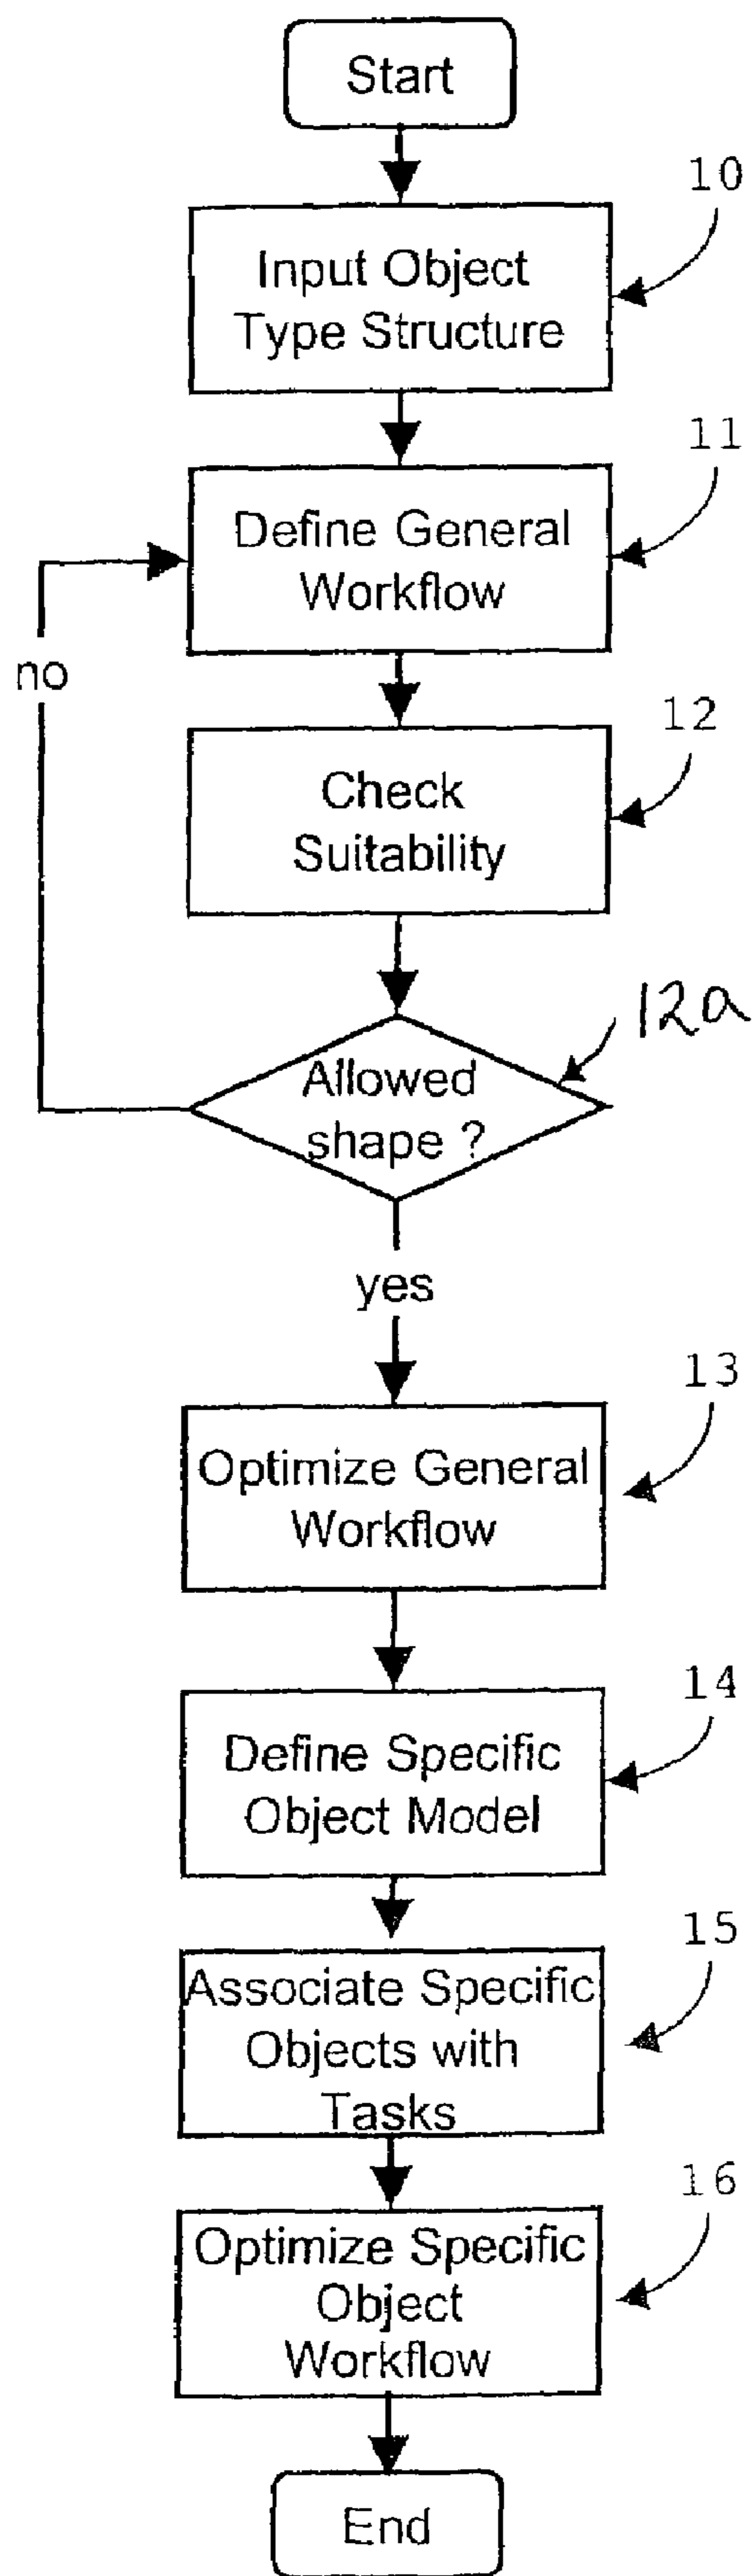 Start
10
Input Object
Type Structure
11
Define General
Workflow
no
12
Check
Suitability
12a
Allowed
shape ?
yes
13
Optimize General
Workflow
14
Define Specific
Object Model
15
Associate Specific
Objects with
Tasks
16
Optimize Specific
Object
Workflow
End